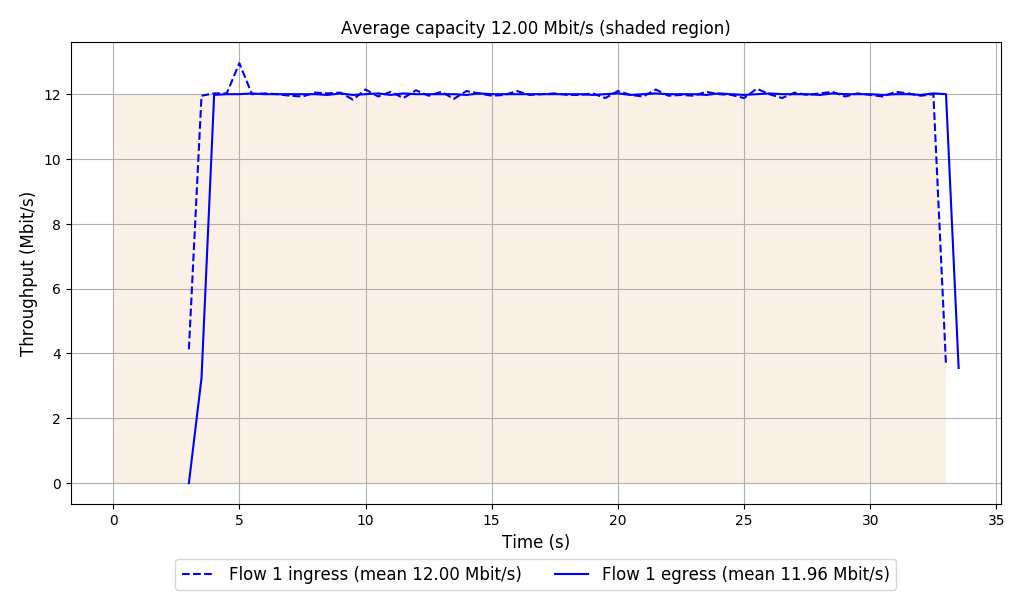 Average capacity 12.00 Mbit/s (shaded region)
Throughput (Mbit/s)
12
10
8
6
4
2
0
0 5 10 15 20 25 30 35
Time (s)
Flow 1 ingress (mean 12.00 Mbit/s) Flow 1 egress (mean 11.96 Mbit/s)